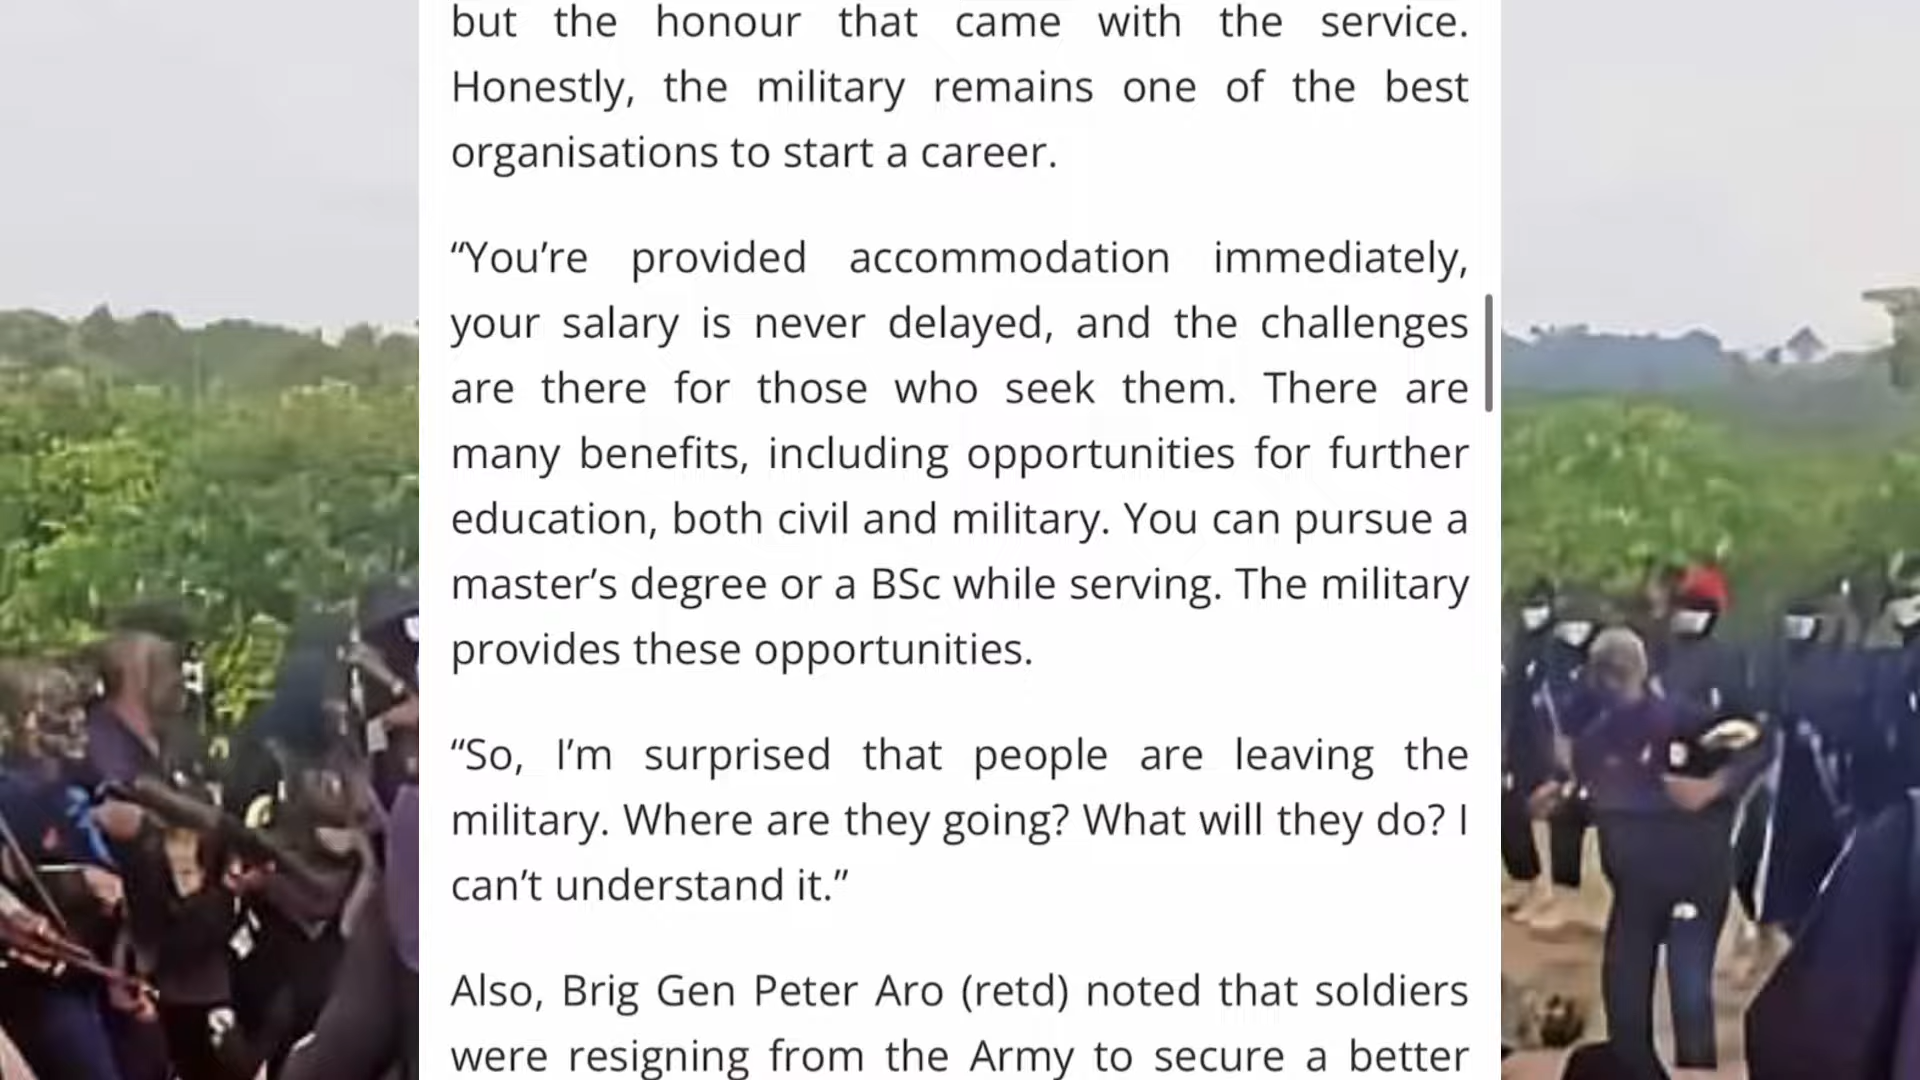 but the honour that came with the service.
Honestly, the military remains one of the best
organisations to start a career.
“You’re provided accommodation immediately,
your salary is never delayed, and the challenges
are there for those who seek them. There are
many benefits, including opportunities for further
education, both civil and military. You can pursue a
master’s degree or a BSc while serving. The military
provides these opportunities.
“So, I’m surprised that people are leaving the
military. Where are they going? What will they do? I
can’t understand it.”
Also, Brig Gen Peter Aro (retd) noted that soldiers
were resigning from the Army to secure a better